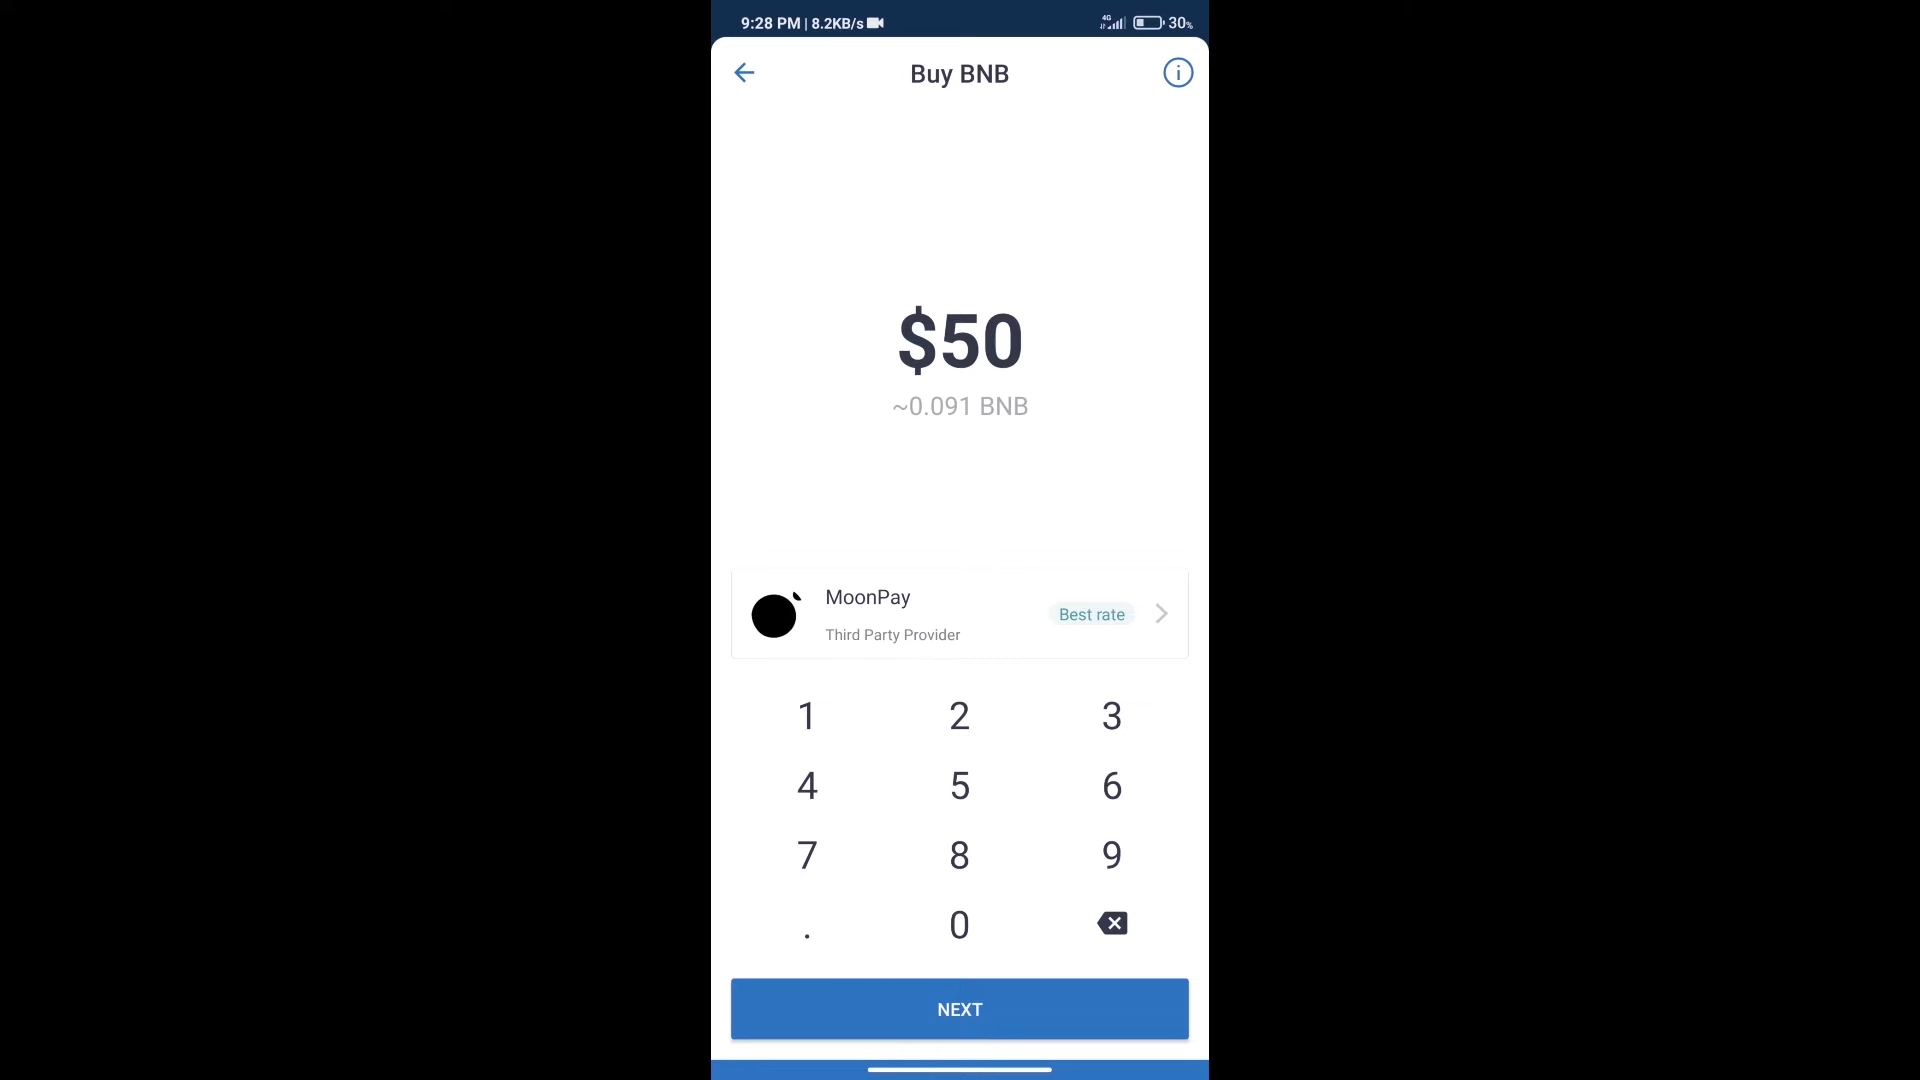 9:28 PM | 8.2KB/s 4G 30%
Buy BNB
$50
~0.091 BNB
MoonPay
Best rate
Third Party Provider
1 2 3
4 5 6
7 8 9
. 0
NEXT